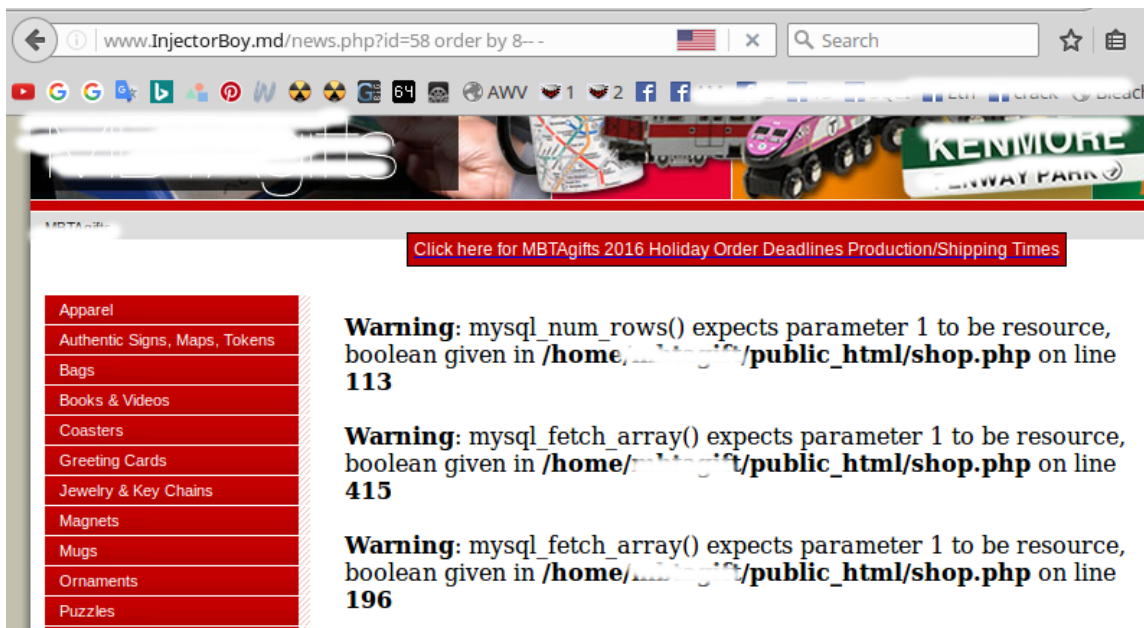 www.InjectorBoy.md/news.php?id=58 order by 8-- -
Search
64
AWV
1
2
KENMORE
FENWAY PARK
MBTAgifts
Click here for MBTAgifts 2016 Holiday Order Deadlines Production/Shipping Times
Apparel
Authentic Signs, Maps, Tokens
Bags
Books & Videos
Coasters
Greeting Cards
Jewelry & Key Chains
Magnets
Mugs
Ornaments
Puzzles
Warning: mysql_num_rows() expects parameter 1 to be resource,
boolean given in /home/ /public_html/shop.php on line
113
Warning: mysql_fetch_array() expects parameter 1 to be resource,
boolean given in /home/ /public_html/shop.php on line
415
Warning: mysql_fetch_array() expects parameter 1 to be resource,
boolean given in /home/ /public_html/shop.php on line
196